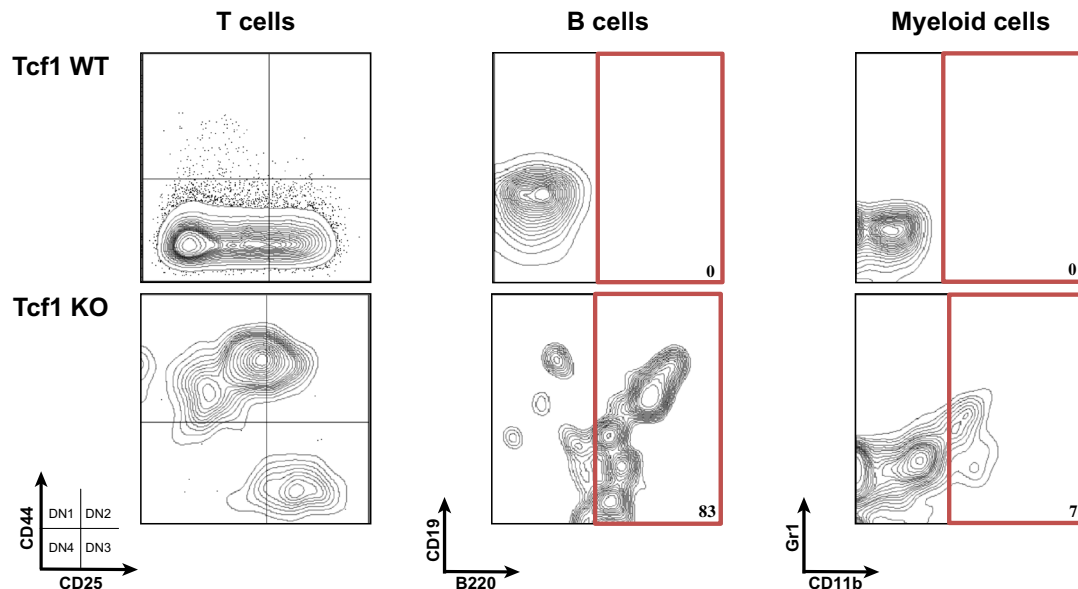 T cells
B cells
Myeloid cells
Tcf1 WT
0
0
Tcf1 KO
83
7
CD44
DN1
DN2
DN4
DN3
CD25
CD19
B220
Gr1
CD11b